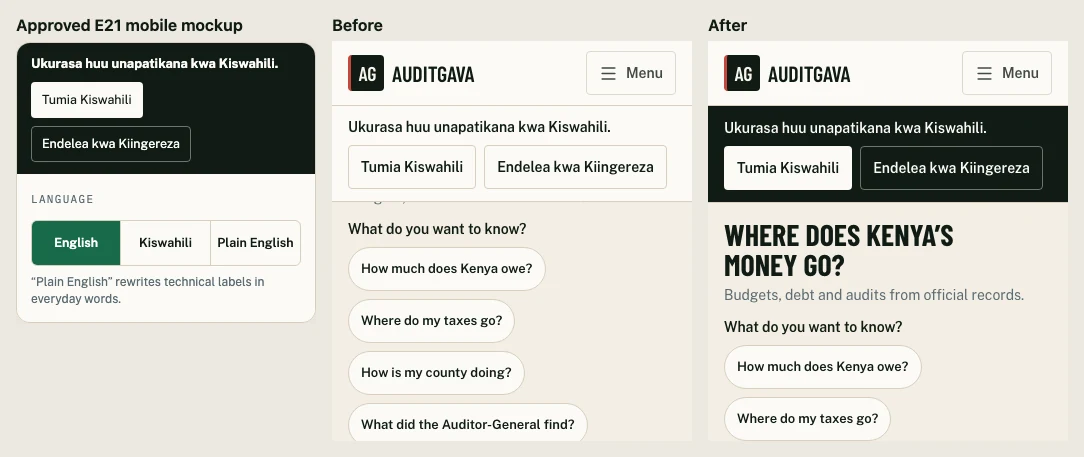 Approved E21 mobile mockup
Ukurasa huu unapatikana kwa Kiswahili.
Tumia Kiswahili
Endelea kwa Kiingereza
LANGUAGE
English Kiswahili Plain English
“Plain English” rewrites technical labels in
everyday words.
Before
AG AUDITGAVA Menu
Ukurasa huu unapatikana kwa Kiswahili.
Tumia Kiswahili Endelea kwa Kiingereza
What do you want to know?
How much does Kenya owe?
Where do my taxes go?
How is my county doing?
What did the Auditor-General find?
After
AG AUDITGAVA Menu
Ukurasa huu unapatikana kwa Kiswahili.
Tumia Kiswahili Endelea kwa Kiingereza
WHERE DOES KENYA’S
MONEY GO?
Budgets, debt and audits from official records.
What do you want to know?
How much does Kenya owe?
Where do my taxes go?